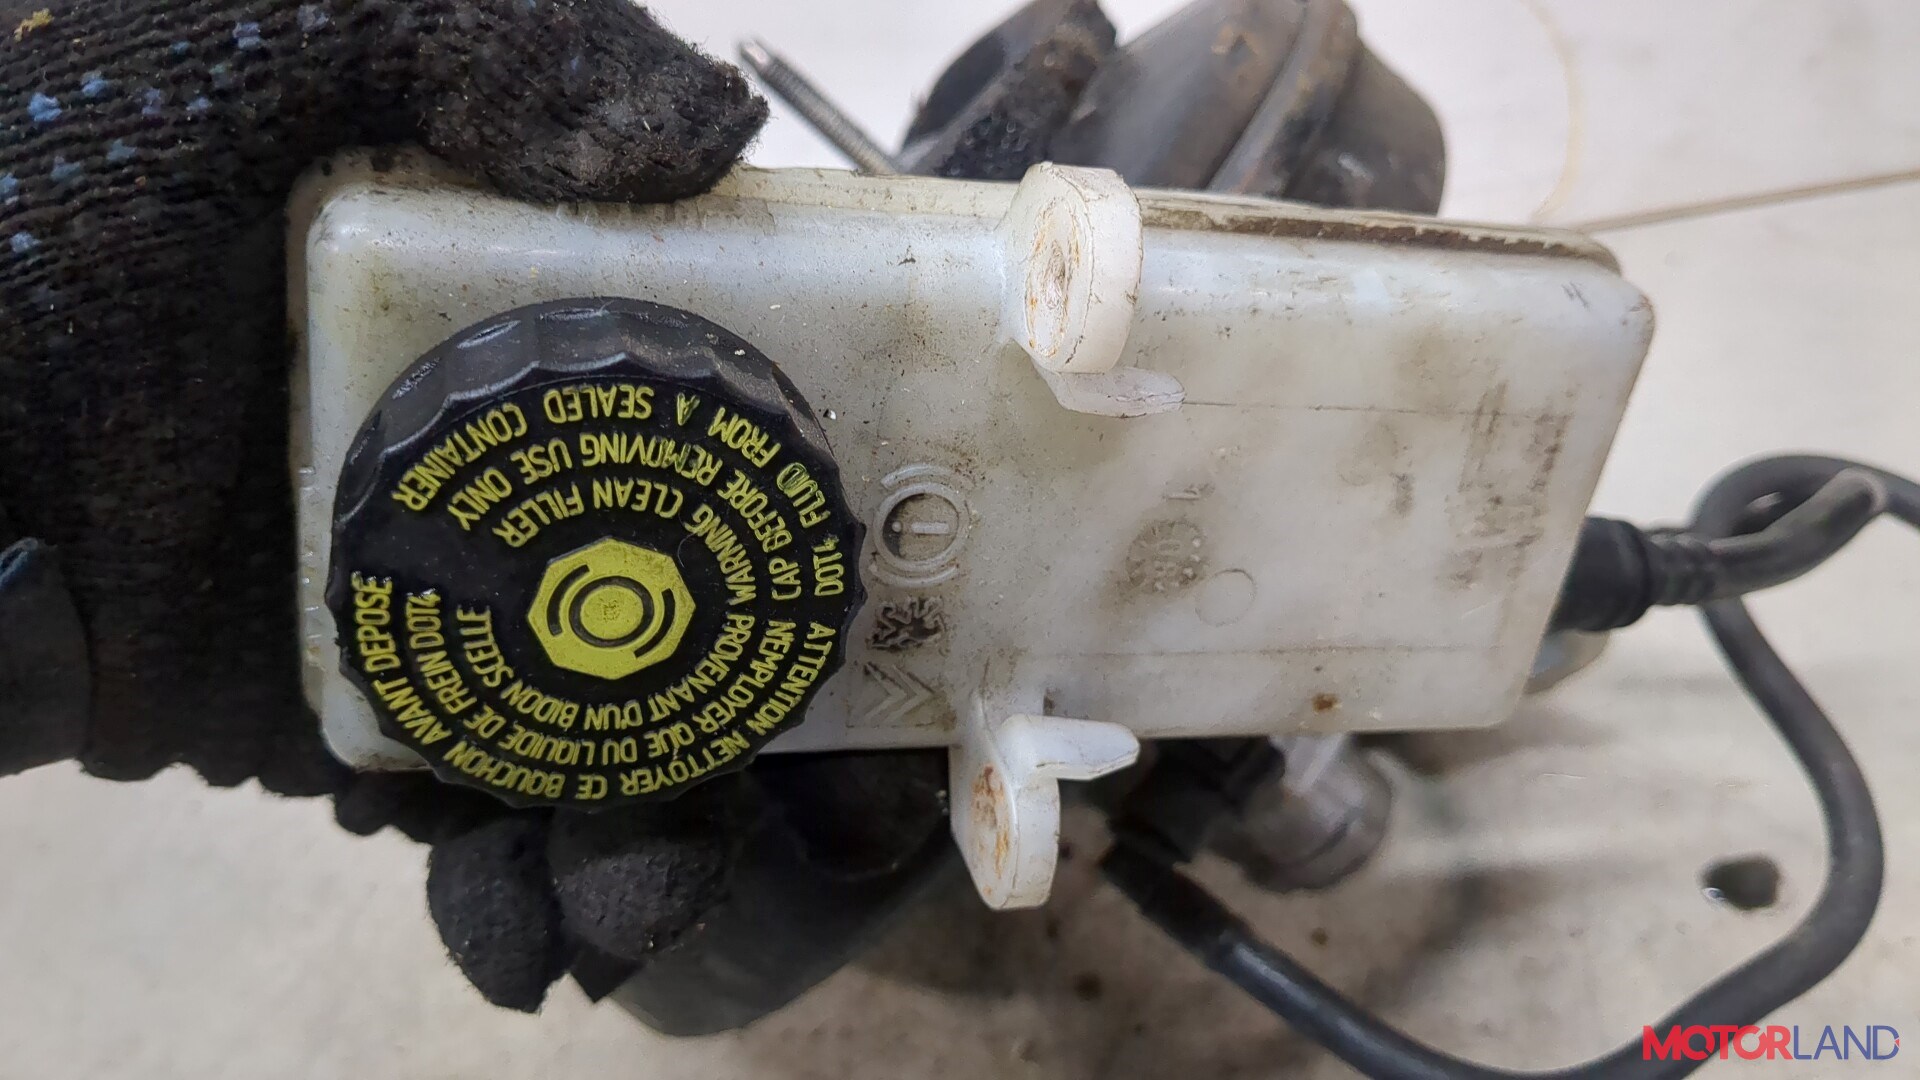 WARNING CLEAN FILLER
CAP BEFORE REMOVING USE ONLY
DOT4 FLUID FROM A SEALED CONTAINER
ATTENTION NETTOYER CE BOUCHON AVANT DEPOSE
NEMPLOYER QUE DU LIQUIDE DE FREIN DOT4
PROVENANT D'UN BIDON SCELLE
MOTORLAND